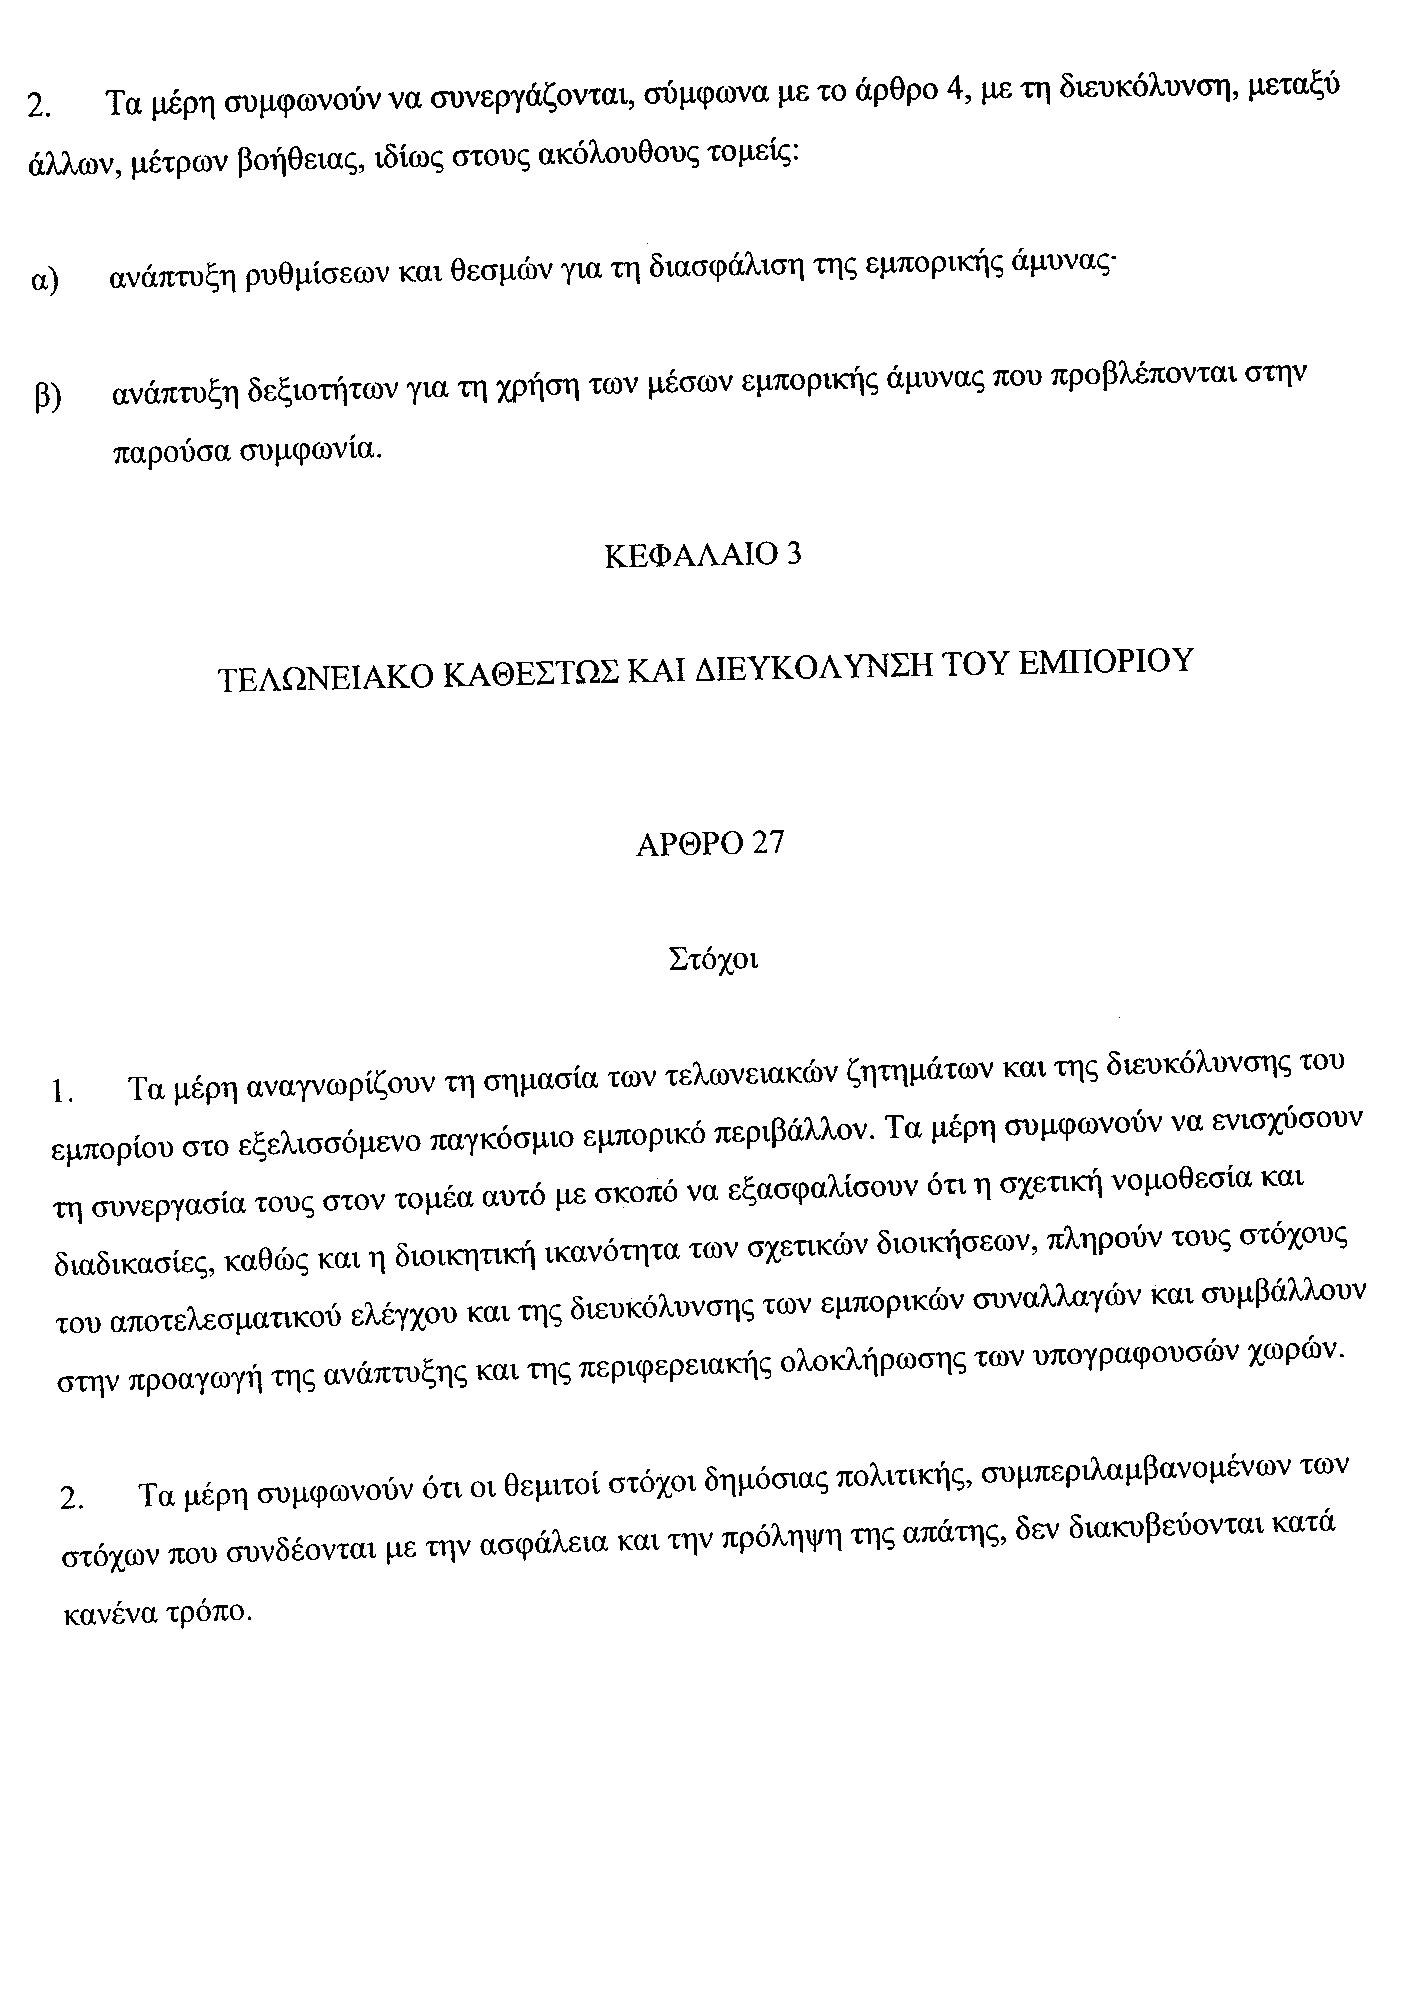 2. Τα μέρη συμφωνούν να συνεργάζονται, σύμφωνα με το άρθρο 4, με τη διευκόλυνση, μεταξύ
άλλων, μέτρων βοήθειας, ιδίως στους ακόλουθους τομείς:
α) ανάπτυξη ρυθμίσεων και θεσμών για τη διασφάλιση της εμπορικής άμυνας·
β) ανάπτυξη δεξιοτήτων για τη χρήση των μέσων εμπορικής άμυνας που προβλέπονται στην
παρούσα συμφωνία.
ΚΕΦΑΛΑΙΟ 3
ΤΕΛΩΝΕΙΑΚΟ ΚΑΘΕΣΤΩΣ ΚΑΙ ΔΙΕΥΚΟΛΥΝΣΗ ΤΟΥ ΕΜΠΟΡΙΟΥ
ΑΡΘΡΟ 27
Στόχοι
1. Τα μέρη αναγνωρίζουν τη σημασία των τελωνειακών ζητημάτων και της διευκόλυνσης του
εμπορίου στο εξελισσόμενο παγκόσμιο εμπορικό περιβάλλον. Τα μέρη συμφωνούν να ενισχύσουν
τη συνεργασία τους στον τομέα αυτό με σκοπό να εξασφαλίσουν ότι η σχετική νομοθεσία και
διαδικασίες, καθώς και η διοικητική ικανότητα των σχετικών διοικήσεων, πληρούν τους στόχους
του αποτελεσματικού ελέγχου και της διευκόλυνσης των εμπορικών συναλλαγών και συμβάλλουν
στην προαγωγή της ανάπτυξης και της περιφερειακής ολοκλήρωσης των υπογραφουσών χωρών.
2. Τα μέρη συμφωνούν ότι οι θεμιτοί στόχοι δημόσιας πολιτικής, συμπεριλαμβανομένων των
στόχων που συνδέονται με την ασφάλεια και την πρόληψη της απάτης, δεν διακυβεύονται κατά
κανένα τρόπο.